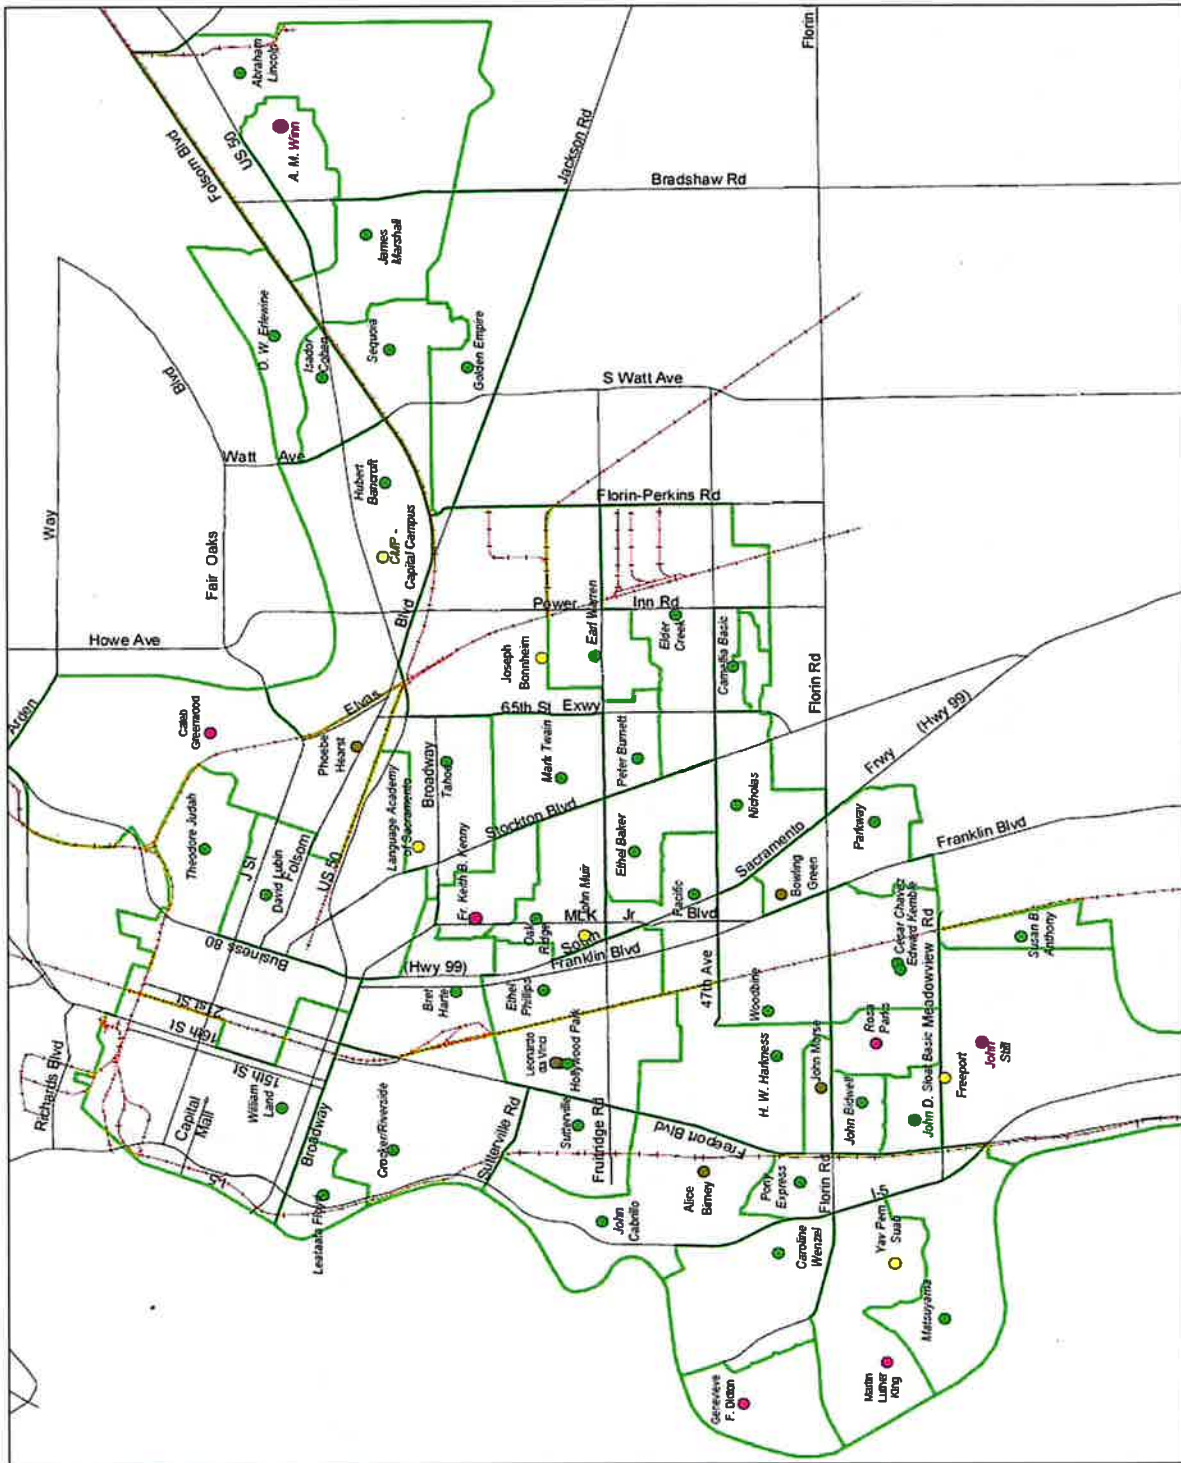 Florin
Abraham
Lincoln
US 50
Folsom Blvd
A. M. Winn
Jackson Rd
Bradshaw Rd
James
Marshall
Blvd
D. W. Erlewine
Isador
Cohen
Sequoia
Golden Empire
S Watt Ave
Watt Ave
Hubert
Bancroft
Florin-Perkins Rd
Way
Fair Oaks
CMP -
Capital Campus
Blvd
Power Inn Rd
Howe Ave
Earl Warren
Elder
Creek
Camellia Basic
Joseph
Bonnheim
Florin Rd
Arden
Elvas
65th St Exwy
Caleb
Greenwood
Phoebe
Hearst
Broadway
Tahoe
Mark Twain
Peter Burnett
(Hwy 99)
Frwy
Theodore Judah
Language Academy
of Sacramento
Stockton Blvd
Nicholas
Sacramento
Parkway
Franklin Blvd
J St
Folsom
David Lubin
US 50
Fr. Keith B. Kenny
Ethel Baker
John Muir
Pacific
Bowling
Green
MLK Jr Blvd
Oak
Ridge
South
Business 80
(Hwy 99)
Franklin Blvd
Cesar Chavez
Edward Kemble
Susan B.
Anthony
47th Ave
21st St
16th St
15th St
Bret
Harte
Ethel
Phillips
Woodbine
Meadowview Rd
Rosa
Parks
Richards Blvd
Leonardo
da Vinci
Hollywood Park
H. W. Harkness
John Morse
John
Still
Capital
Mall
William
Land
Broadway
Sutterville
Fruitridge Rd
Freeport Blvd
John Bidwell
John D. Sloat Basic
Freeport
Crocker/Riverside
Sutterville Rd
I-5
Leataata Floyd
Alice
Birney
Pony
Express
Florin Rd
John
Cabrillo
Caroline
Wenzel
Yav Pem
Suab
Matsuyama
Martin
Luther
King
Genevieve
F. Didion